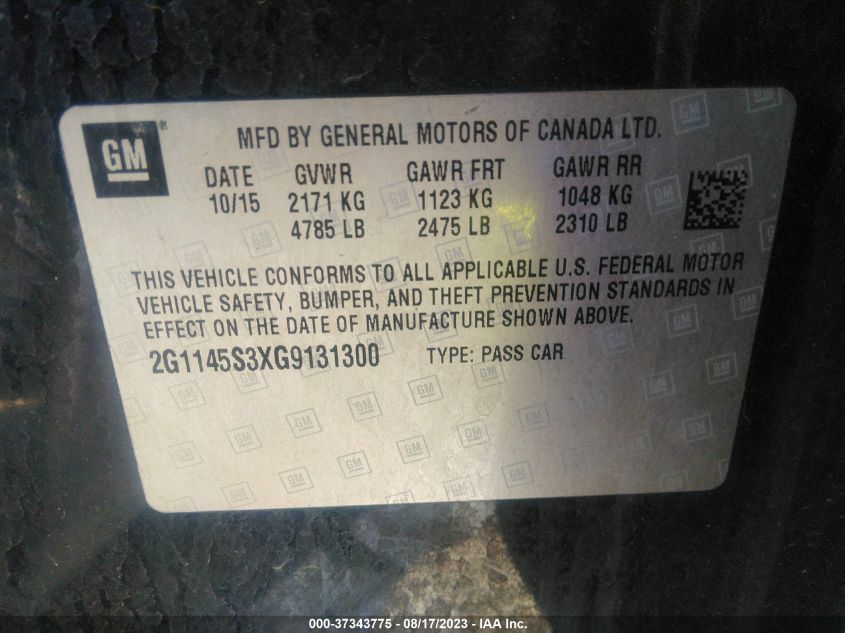 GM®
MFD BY GENERAL MOTORS OF CANADA LTD.
DATE GVWR GAWR FRT GAWR RR
10/15 2171 KG 1123 KG 1048 KG
4785 LB 2475 LB 2310 LB
THIS VEHICLE CONFORMS TO ALL APPLICABLE U.S. FEDERAL MOTOR
VEHICLE SAFETY, BUMPER, AND THEFT PREVENTION STANDARDS IN
EFFECT ON THE DATE OF MANUFACTURE SHOWN ABOVE.
2G1145S3XG9131300 TYPE: PASS CAR
000-37343775 - 08/17/2023 - IAA Inc.